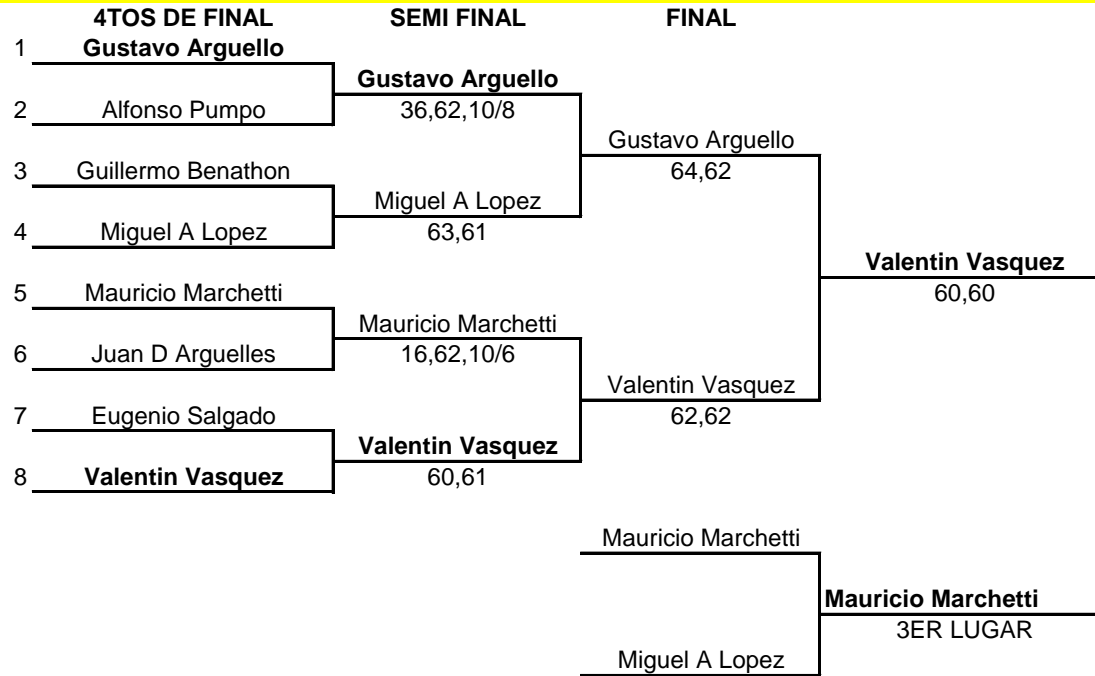 4TOS DE FINAL SEMI FINAL FINAL
1 Gustavo Arguello
Gustavo Arguello
2 Alfonso Pumpo 36,62,10/8
Gustavo Arguello
3 Guillermo Benathon 64,62
Miguel A Lopez
4 Miguel A Lopez 63,61
Valentin Vasquez
5 Mauricio Marchetti 60,60
Mauricio Marchetti
6 Juan D Arguelles 16,62,10/6
Valentin Vasquez
7 Eugenio Salgado 62,62
Valentin Vasquez
8 Valentin Vasquez 60,61
Mauricio Marchetti
Mauricio Marchetti
3ER LUGAR
Miguel A Lopez